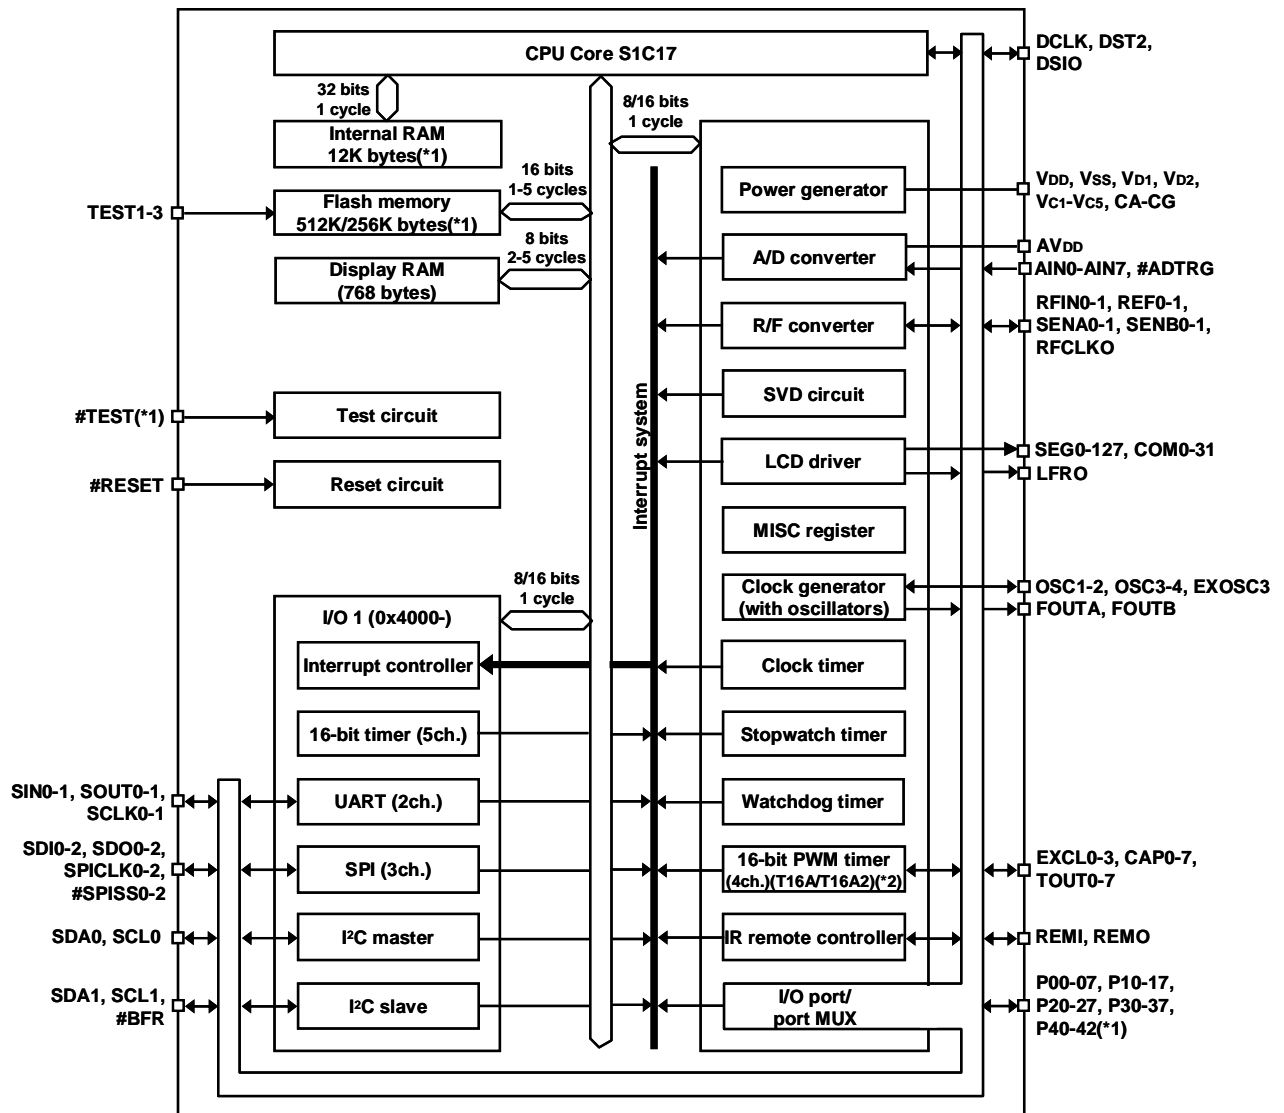 CPU Core S1C17
DCLK, DST2,
DSIO
32 bits
1 cycle
8/16 bits
1 cycle
Internal RAM
12K bytes(*1)
16 bits
1-5 cycles
Power generator
VDD, VSS, VD1, VD2,
VC1-VC5, CA-CG
TEST1-3
Flash memory
512K/256K bytes(*1)
8 bits
2-5 cycles
A/D converter
AVDD
AIN0-AIN7, #ADTRG
Display RAM
(768 bytes)
R/F converter
RFIN0-1, REF0-1,
SENA0-1, SENB0-1,
RFCLKO
Interrupt system
SVD circuit
#TEST(*1)
Test circuit
LCD driver
SEG0-127, COM0-31
LFRO
#RESET
Reset circuit
MISC register
8/16 bits
1 cycle
Clock generator
(with oscillators)
OSC1-2, OSC3-4, EXOSC3
FOUTA, FOUTB
I/O 1 (0x4000-)
Interrupt controller
Clock timer
16-bit timer (5ch.)
Stopwatch timer
SIN0-1, SOUT0-1,
SCLK0-1
UART (2ch.)
Watchdog timer
SDI0-2, SDO0-2,
SPICLK0-2,
#SPISS0-2
SPI (3ch.)
16-bit PWM timer
(4ch.)(T16A/T16A2)(*2)
EXCL0-3, CAP0-7,
TOUT0-7
SDA0, SCL0
I²C master
IR remote controller
REMI, REMO
SDA1, SCL1,
#BFR
I²C slave
I/O port/
port MUX
P00-07, P10-17,
P20-27, P30-37,
P40-42(*1)